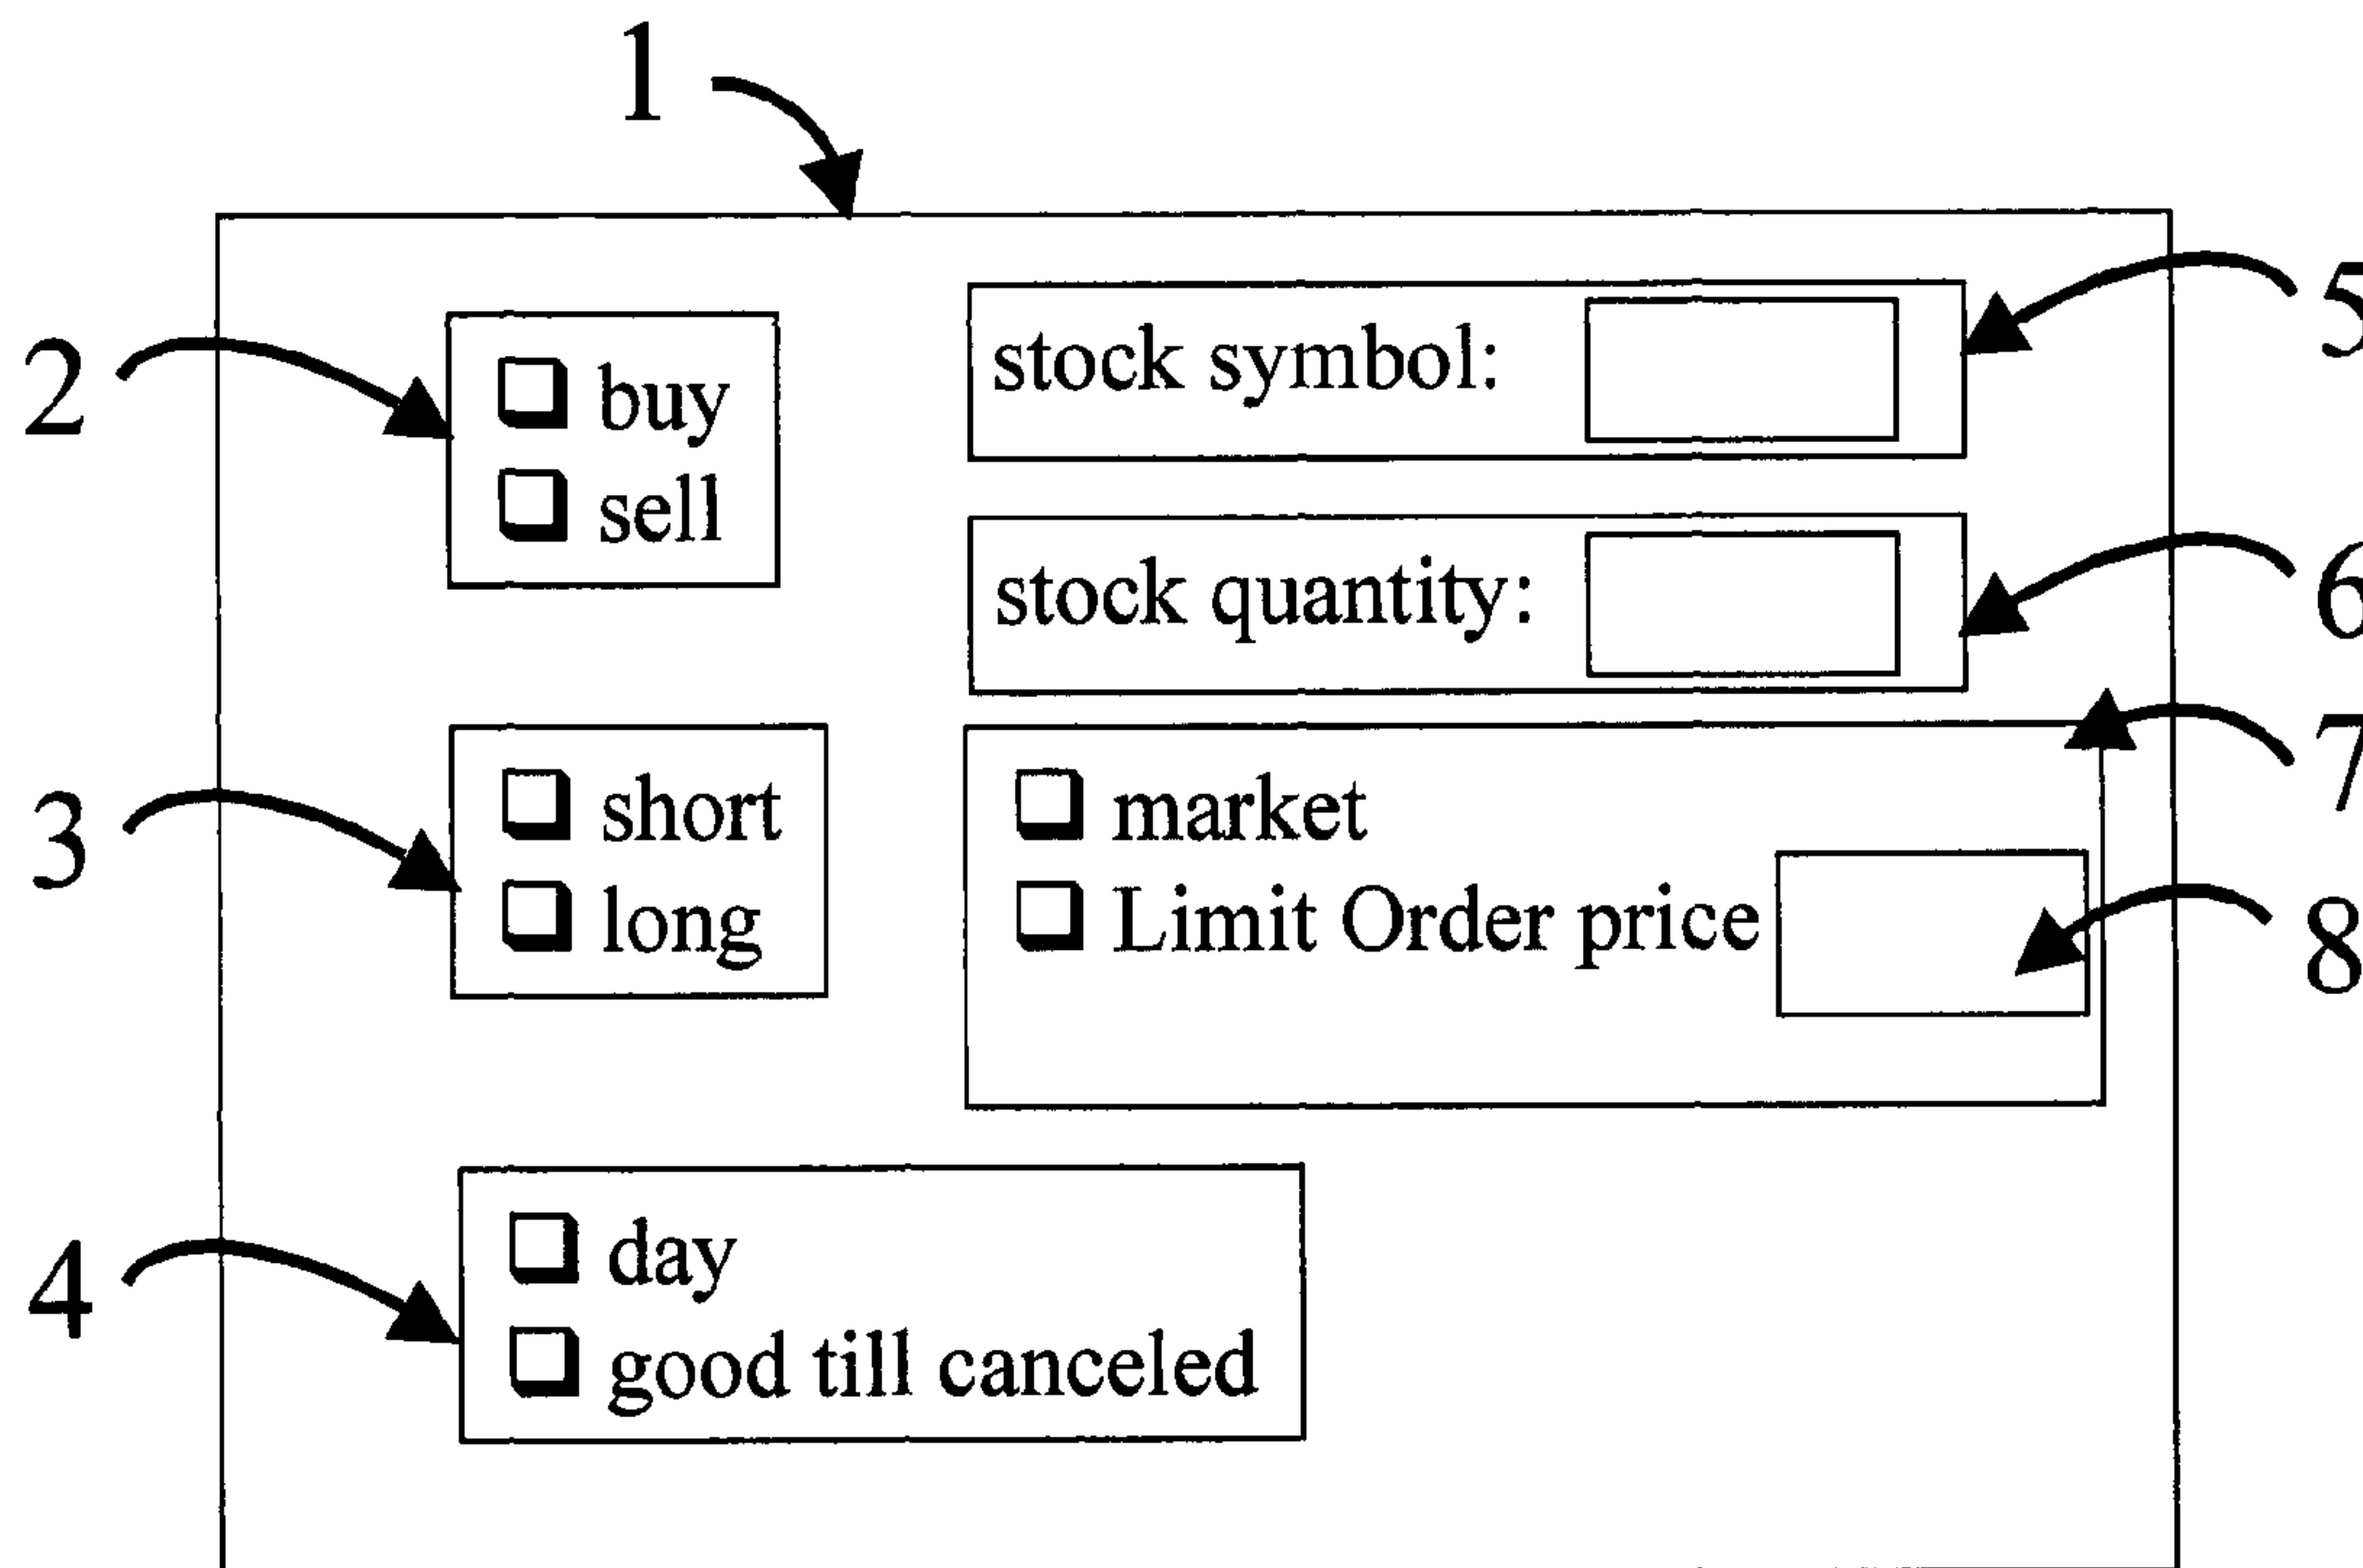 1
2
buy
sell
stock symbol:
5
stock quantity:
6
3
short
long
market
Limit Order price
7
8
4
day
good till canceled